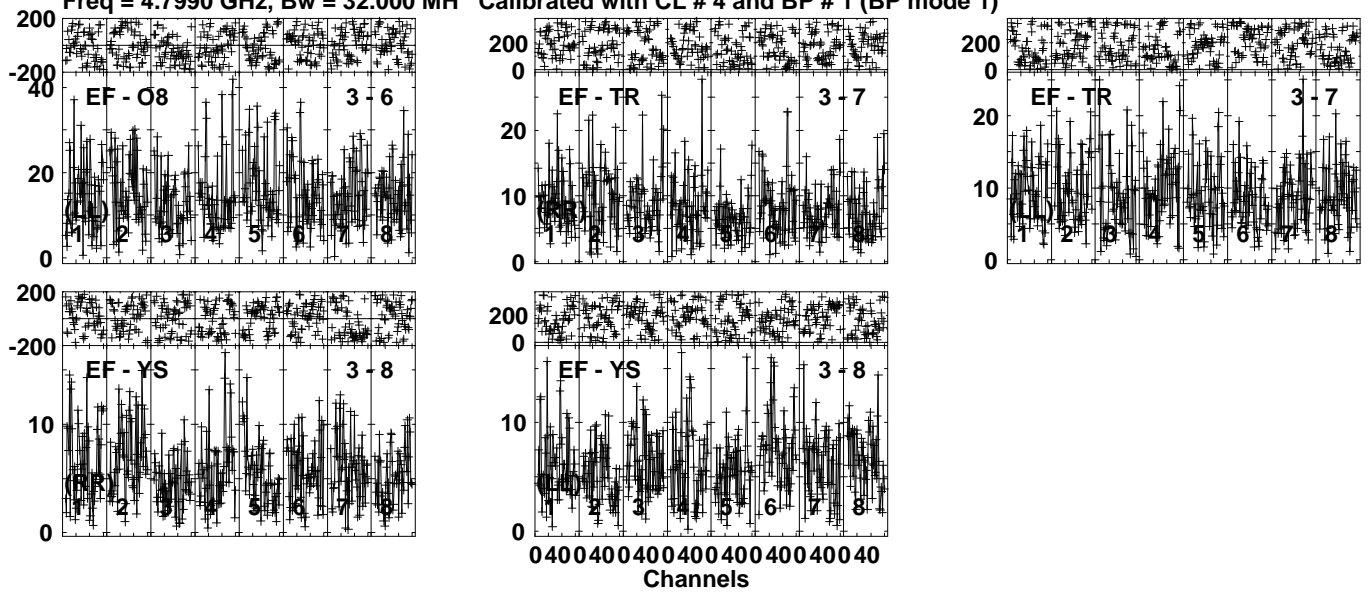 Freq = 4.7990 GHz, Bw = 32.000 MH Calibrated with CL # 4 and BP # 1 (BP mode 1)
200
-200
40
20
0
EF - O8 3 - 6
(LL)
1 2 3 4 5 6 7 8
200
0
20
10
0
EF - TR 3 - 7
(RR)
1 2 3 4 5 6 7 8
200
0
20
10
0
EF - TR 3 - 7
(LL)
1 2 3 4 5 6 7 8
200
-200
10
0
EF - YS 3 - 8
(RR)
1 2 3 4 5 6 7 8
200
0
10
0
EF - YS 3 - 8
(LL)
1 2 3 4 5 6 7 8
0 40 0 40 0 40 0 40 0 40 0 40 0 40 0 40
Channels